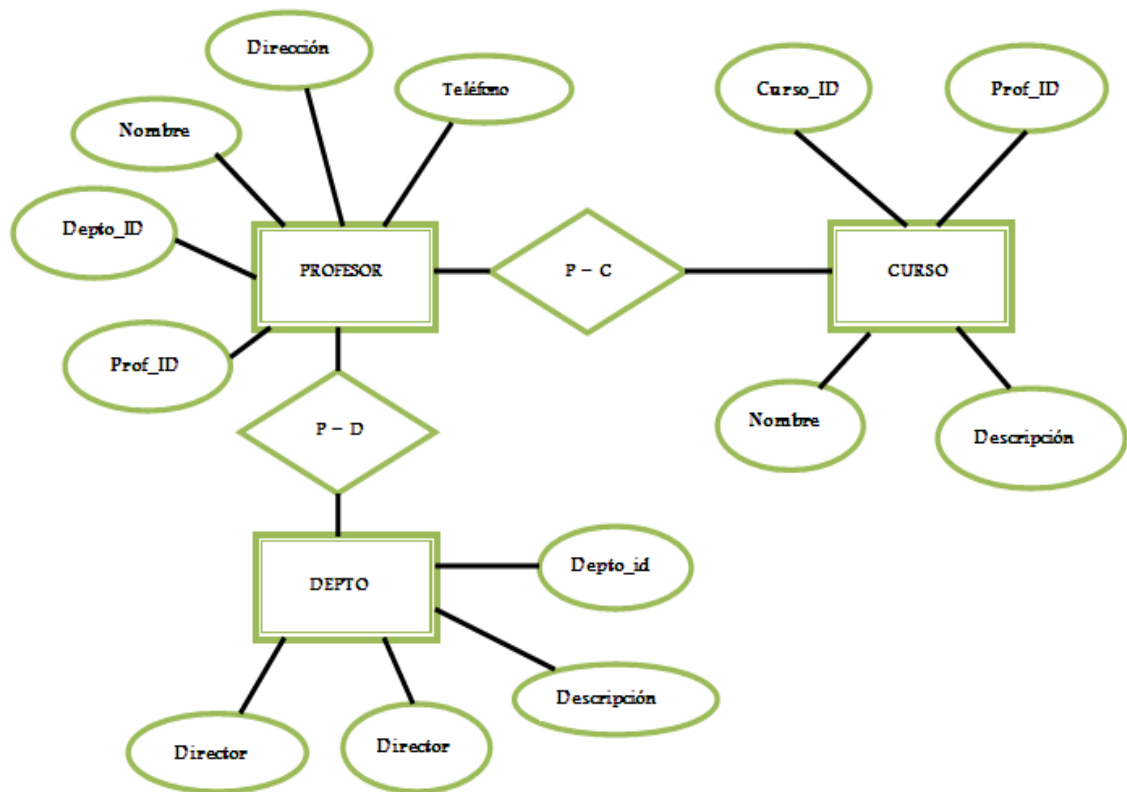 Dirección
Teléfono
Curso_ID
Prof_ID
Nombre
Depto_ID
PROFESOR
P – C
CURSO
Prof_ID
Nombre
Descripción
P – D
DEPTO
Depto_id
Descripción
Director
Director